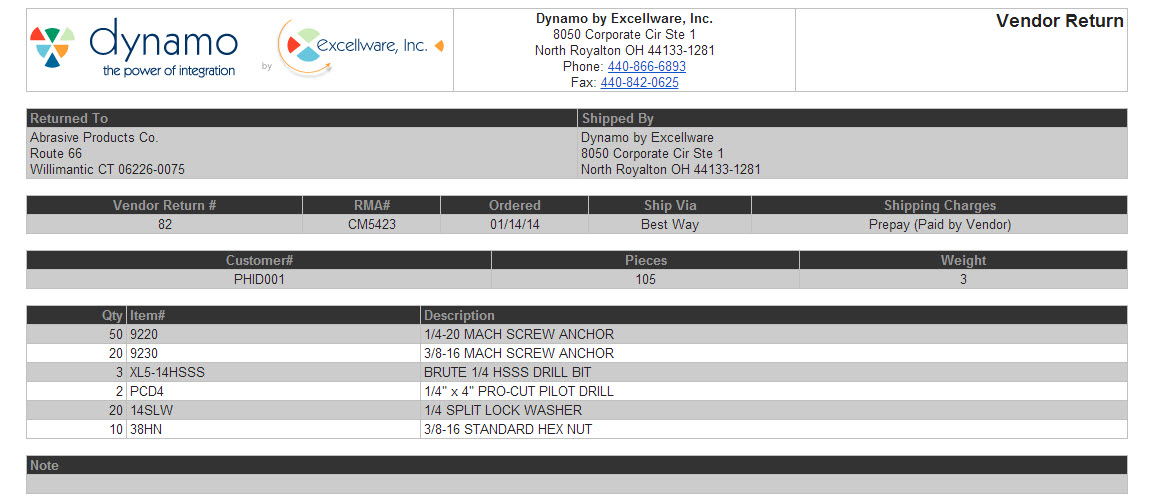 dynamo
the power of integration
by
Excellware, Inc.
Dynamo by Excellware, Inc.
8050 Corporate Cir Ste 1
North Royalton OH 44133-1281
Phone: 440-866-6893
Fax: 440-842-0625
Vendor Return
Returned To Shipped By
Abrasive Products Co. Dynamo by Excellware
Route 66 8050 Corporate Cir Ste 1
Willimantic CT 06226-0075 North Royalton OH 44133-1281
Vendor Return # RMA# Ordered Ship Via Shipping Charges
82 CM5423 01/14/14 Best Way Prepay (Paid by Vendor)
Customer# Pieces Weight
PHID001 105 3
Qty Item# Description
50 9220 1/4-20 MACH SCREW ANCHOR
20 9230 3/8-16 MACH SCREW ANCHOR
3 XL5-14HSSS BRUTE 1/4 HSSS DRILL BIT
2 PCD4 1/4" x 4" PRO-CUT PILOT DRILL
20 14SLW 1/4 SPLIT LOCK WASHER
10 38HN 3/8-16 STANDARD HEX NUT
Note